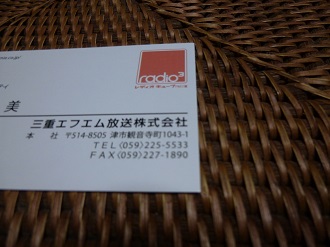 radio³
レディオ キューブ
美
三重エフエム放送株式会社
本 社 〒514-8505 津市観音寺町1043-1
TEL(059)225-5533
FAX(059)227-1890